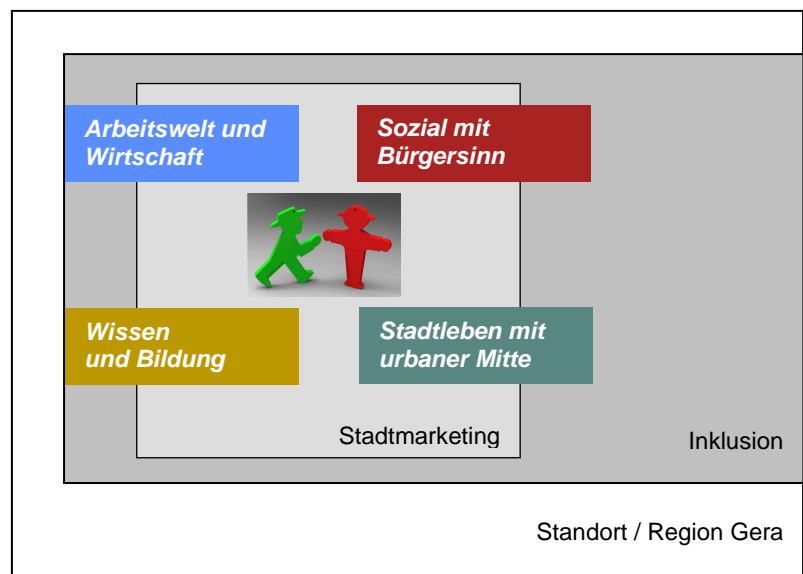 Arbeitswelt und
Wirtschaft
Sozial mit
Bürgersinn
Wissen
und Bildung
Stadtleben mit
urbaner Mitte
Stadtmarketing
Inklusion
Standort / Region Gera